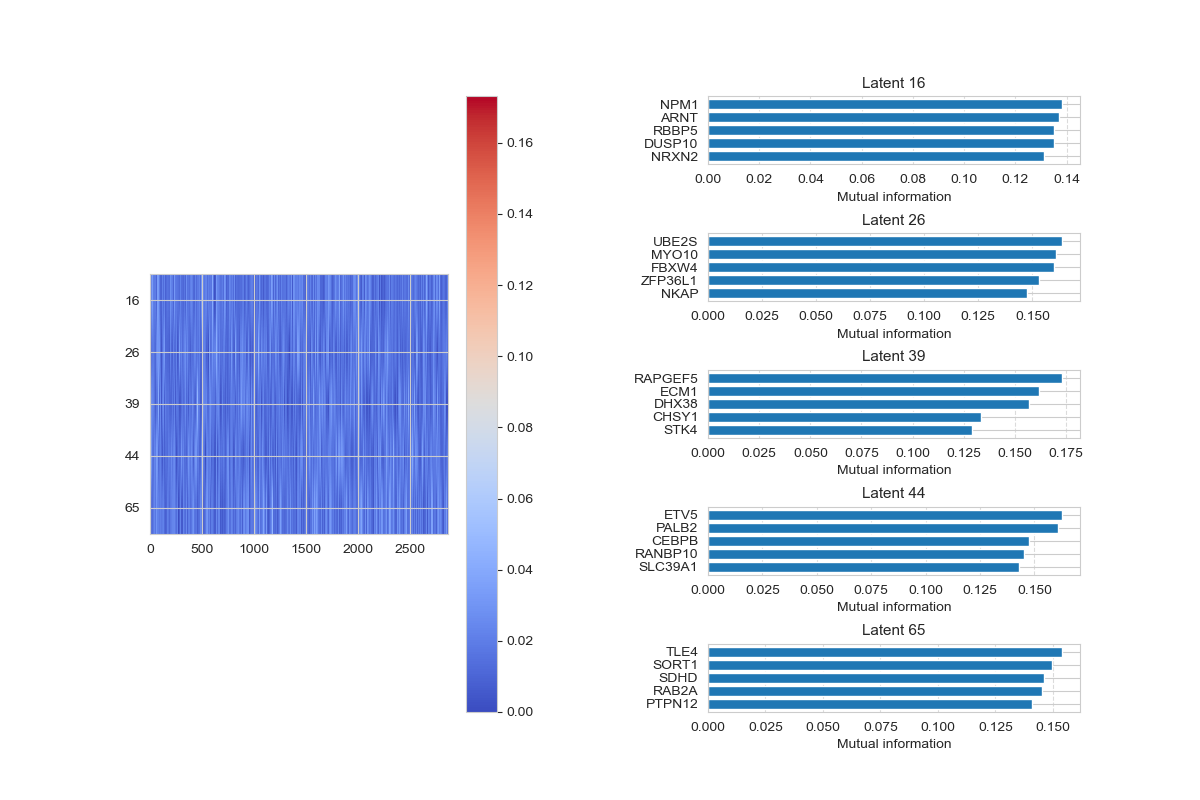 16
26
39
44
65
0 500 1000 1500 2000 2500
0.16
0.14
0.12
0.10
0.08
0.06
0.04
0.02
0.00
Latent 16
NPM1
ARNT
RBBP5
DUSP10
NRXN2
0.00 0.02 0.04 0.06 0.08 0.10 0.12 0.14
Mutual information
Latent 26
UBE2S
MYO10
FBXW4
ZFP36L1
NKAP
0.000 0.025 0.050 0.075 0.100 0.125 0.150
Mutual information
Latent 39
RAPGEF5
ECM1
DHX38
CHSY1
STK4
0.000 0.025 0.050 0.075 0.100 0.125 0.150 0.175
Mutual information
Latent 44
ETV5
PALB2
CEBPB
RANBP10
SLC39A1
0.000 0.025 0.050 0.075 0.100 0.125 0.150
Mutual information
Latent 65
TLE4
SORT1
SDHD
RAB2A
PTPN12
0.000 0.025 0.050 0.075 0.100 0.125 0.150
Mutual information